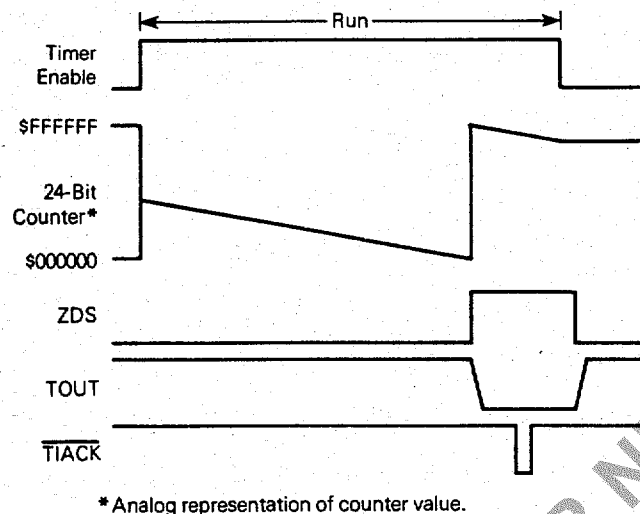 Run
Timer
Enable
$FFFFFF
24-Bit
Counter*
$000000
ZDS
TOUT
TIACK
*Analog representation of counter value.